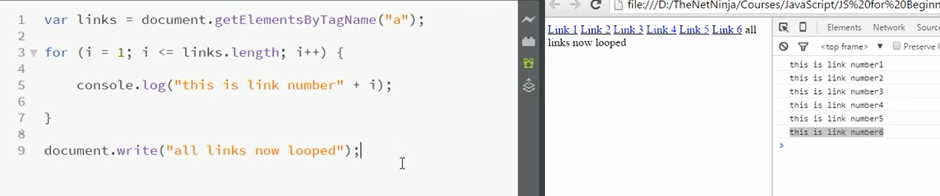 1 var links = document.getElementsByTagName("a");
2
3 for (i = 1; i <= links.length; i++) {
4
5 console.log("this is link number" + i);
6
7 }
8
9 document.write("all links now looped");
file:///D:/TheNetNinja/Courses/JavaScript/JS%20for%20Beginn
Link 1 Link 2 Link 3 Link 4 Link 5 Link 6 all
links now looped
Elements Network
<top frame> Preserve l
this is link number1
this is link number2
this is link number3
this is link number4
this is link number5
this is link number6
>